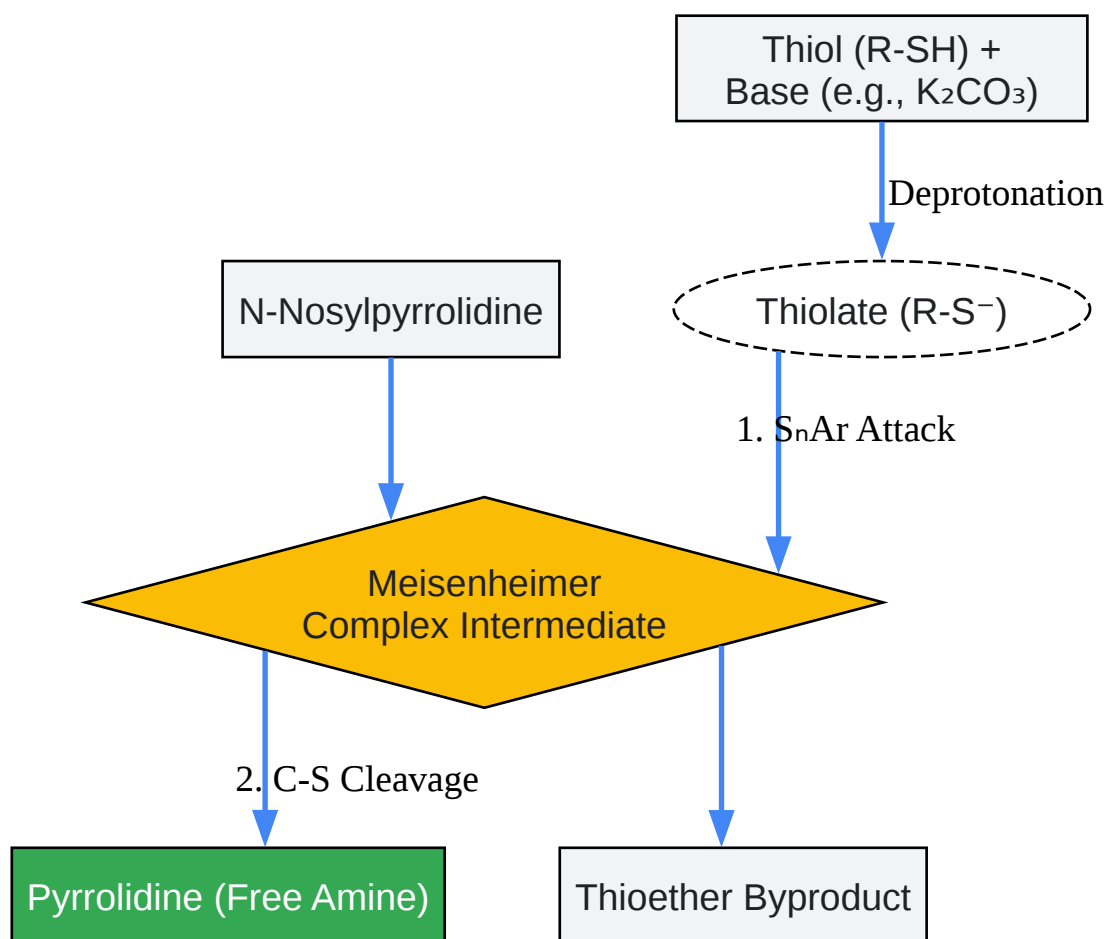 Thiol (R-SH) +
Base (e.g., K₂CO₃)
Deprotonation
N-Nosylpyrrolidine
Thiolate (R-S⁻)
1. SₙAr Attack
Meisenheimer
Complex Intermediate
2. C-S Cleavage
Pyrrolidine (Free Amine)
Thioether Byproduct